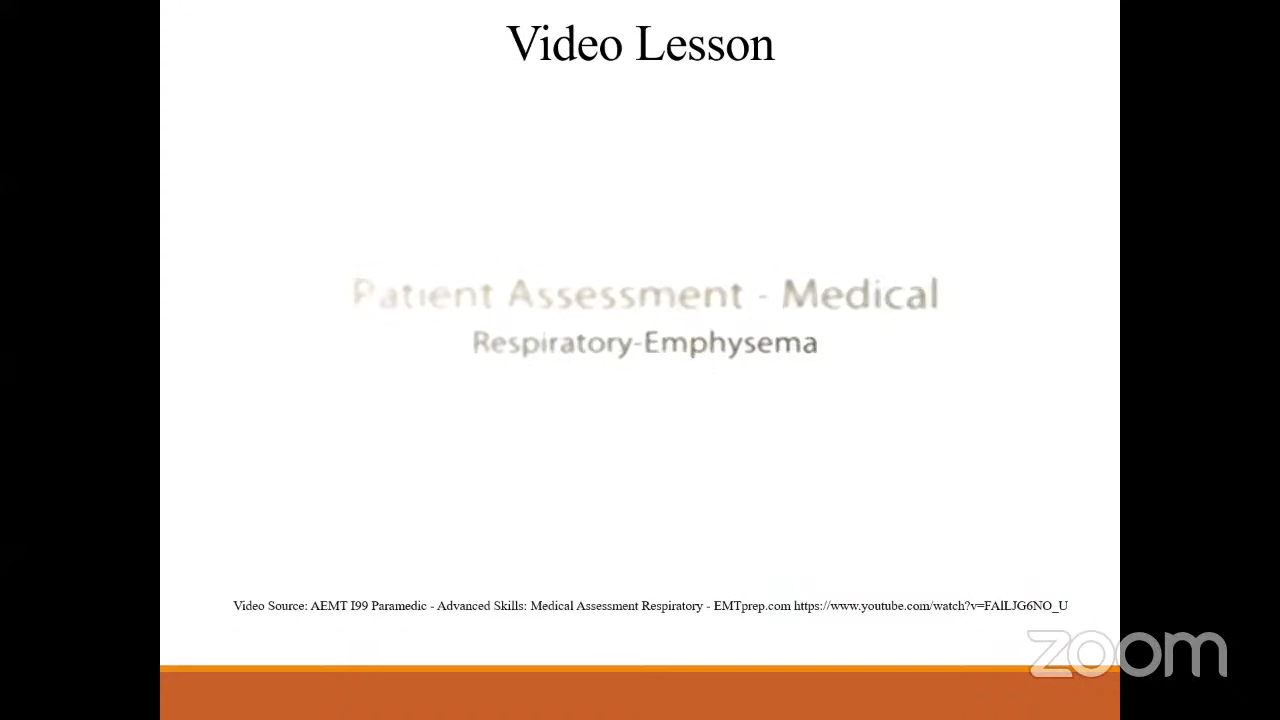 Video Lesson
Patient Assessment - Medical
Respiratory-Emphysema
Video Source: AEMT I99 Paramedic - Advanced Skills: Medical Assessment Respiratory - EMTprep.com https://www.youtube.com/watch?v=FAlLJG6NO_U
zoom